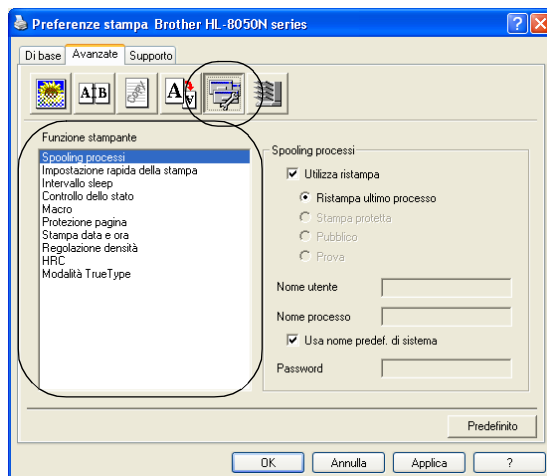 Preferenze stampa Brother HL-8050N series
Di base Avanzate Supporto
A B
A A
Funzione stampante
Spooling processi
Impostazione rapida della stampa
Intervallo sleep
Controllo dello stato
Macro
Protezione pagina
Stampa data e ora
Regolazione densità
HRC
Modalità TrueType
Spooling processi
Utilizza ristampa
Ristampa ultimo processo
Stampa protetta
Pubblico
Prova
Nome utente
Nome processo
Usa nome predef. di sistema
Password
Predefinito
OK Annulla Applica ?